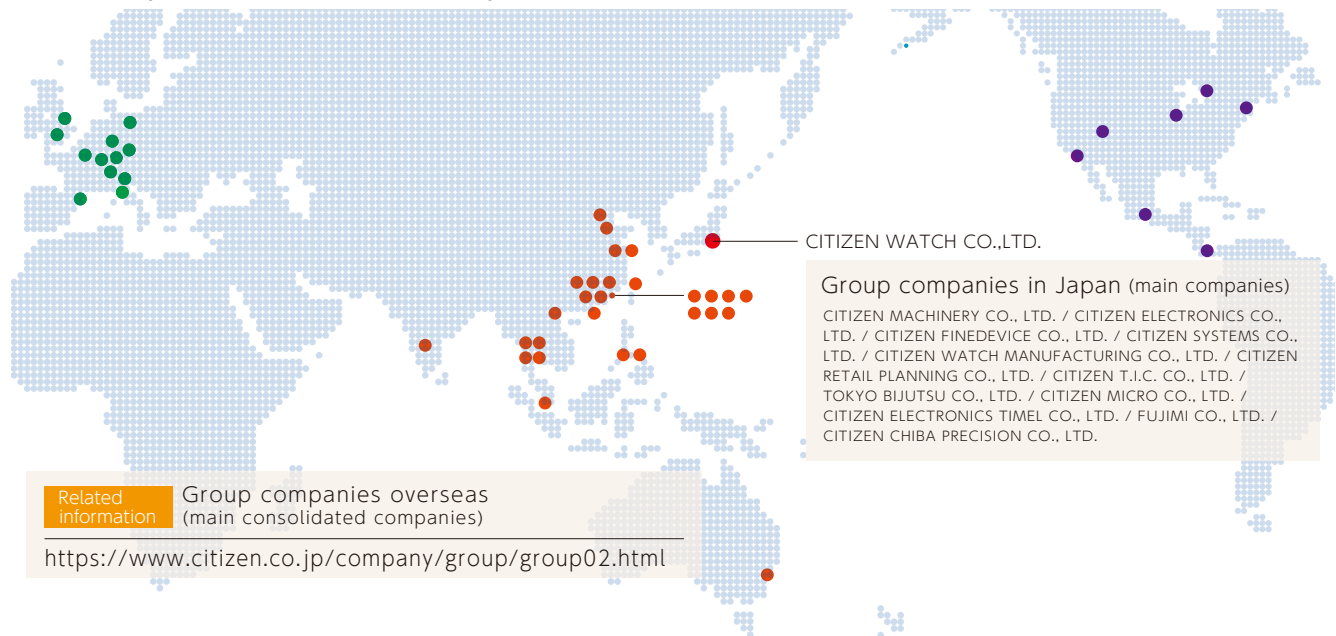 CITIZEN WATCH CO.,LTD.
Group companies in Japan (main companies)
CITIZEN MACHINERY CO., LTD. / CITIZEN ELECTRONICS CO.,
LTD. / CITIZEN FINEDEVICE CO., LTD. / CITIZEN SYSTEMS CO.,
LTD. / CITIZEN WATCH MANUFACTURING CO., LTD. / CITIZEN
RETAIL PLANNING CO., LTD. / CITIZEN T.I.C. CO., LTD. /
TOKYO BIJUTSU CO., LTD. / CITIZEN MICRO CO., LTD. /
CITIZEN ELECTRONICS TIMEL CO., LTD. / FUJIMI CO., LTD. /
CITIZEN CHIBA PRECISION CO., LTD.
Related
information
Group companies overseas
(main consolidated companies)
https://www.citizen.co.jp/company/group/group02.html